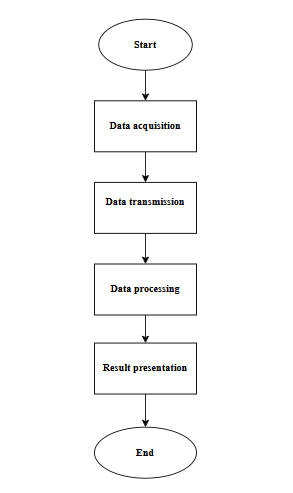 Start
Data acquisition
Data transmission
Data processing
Result presentation
End